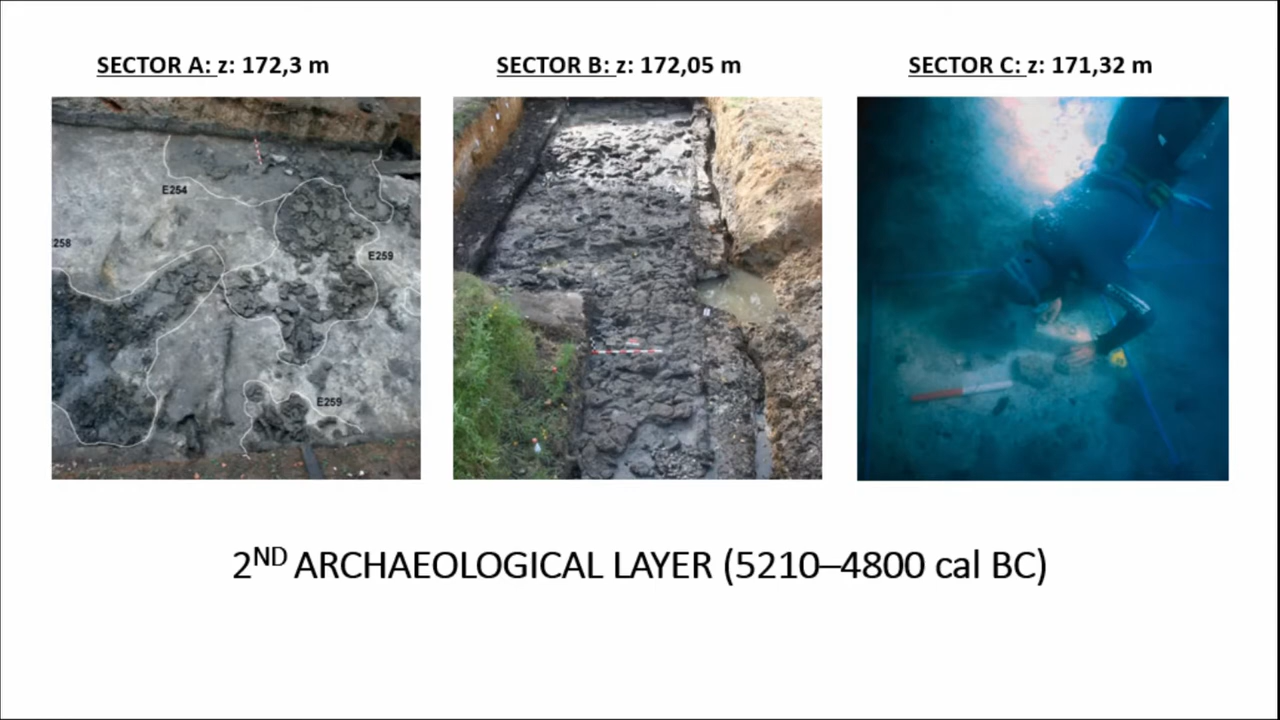 SECTOR A: z: 172,3 m
SECTOR B: z: 172,05 m
SECTOR C: z: 171,32 m
E254
258
E259
E259
2ND ARCHAEOLOGICAL LAYER (5210–4800 cal BC)